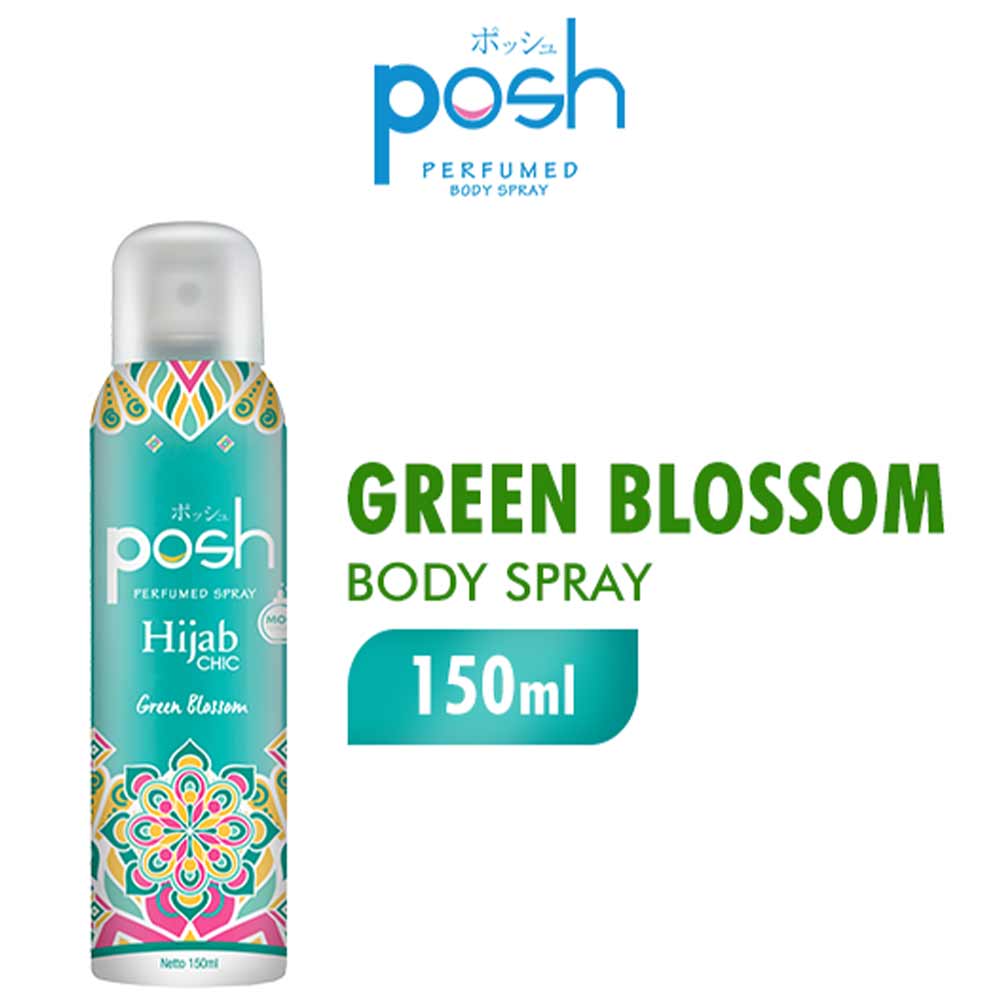 ポッシュ
posh
PERFUMED
BODY SPRAY
ポッシュ
posh
PERFUMED SPRAY
Hijab
CHIC
Green Blossom
Netto 150ml
GREEN BLOSSOM
BODY SPRAY
150ml